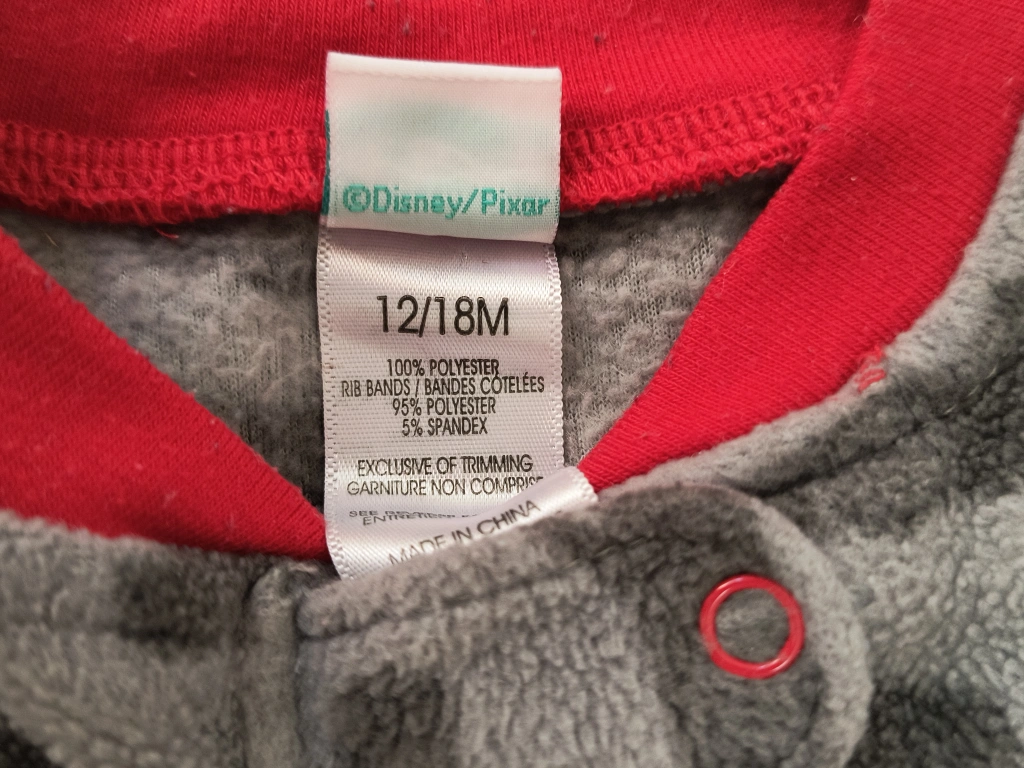 ©Disney/Pixar
12/18M
100% POLYESTER
RIB BANDS / BANDES CÔTELÉES
95% POLYESTER
5% SPANDEX
EXCLUSIVE OF TRIMMING
GARNITURE NON COMPRISE
SEE
MADE IN CHINA